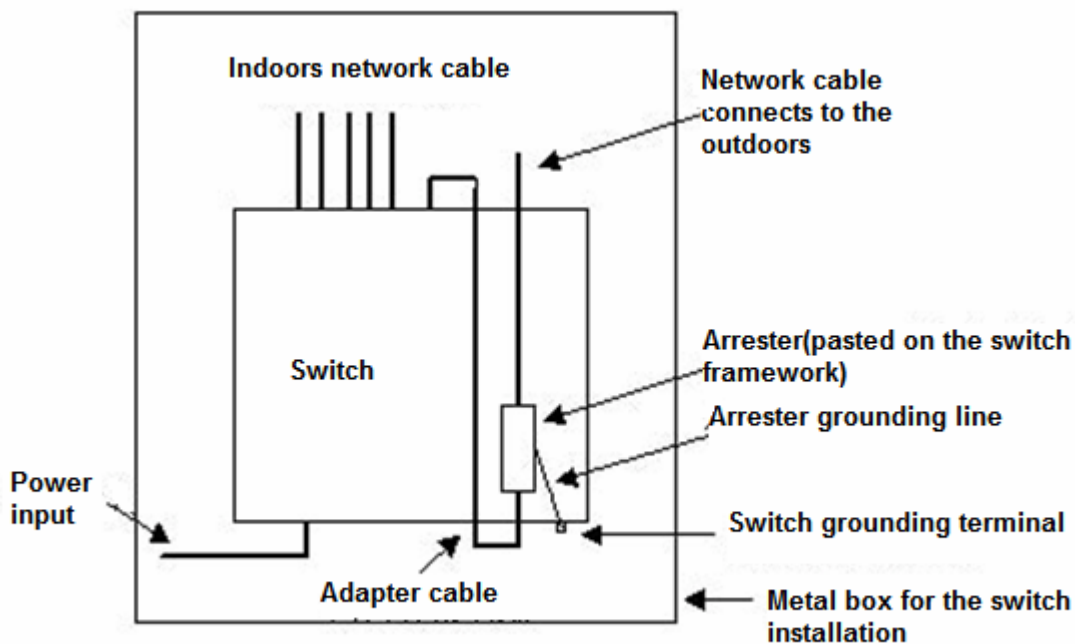 Indoors network cable
Network cable
connects to the
outdoors
Switch
Arrester(pasted on the switch
framework)
Arrester grounding line
Power
input
Switch grounding terminal
Adapter cable
Metal box for the switch
installation